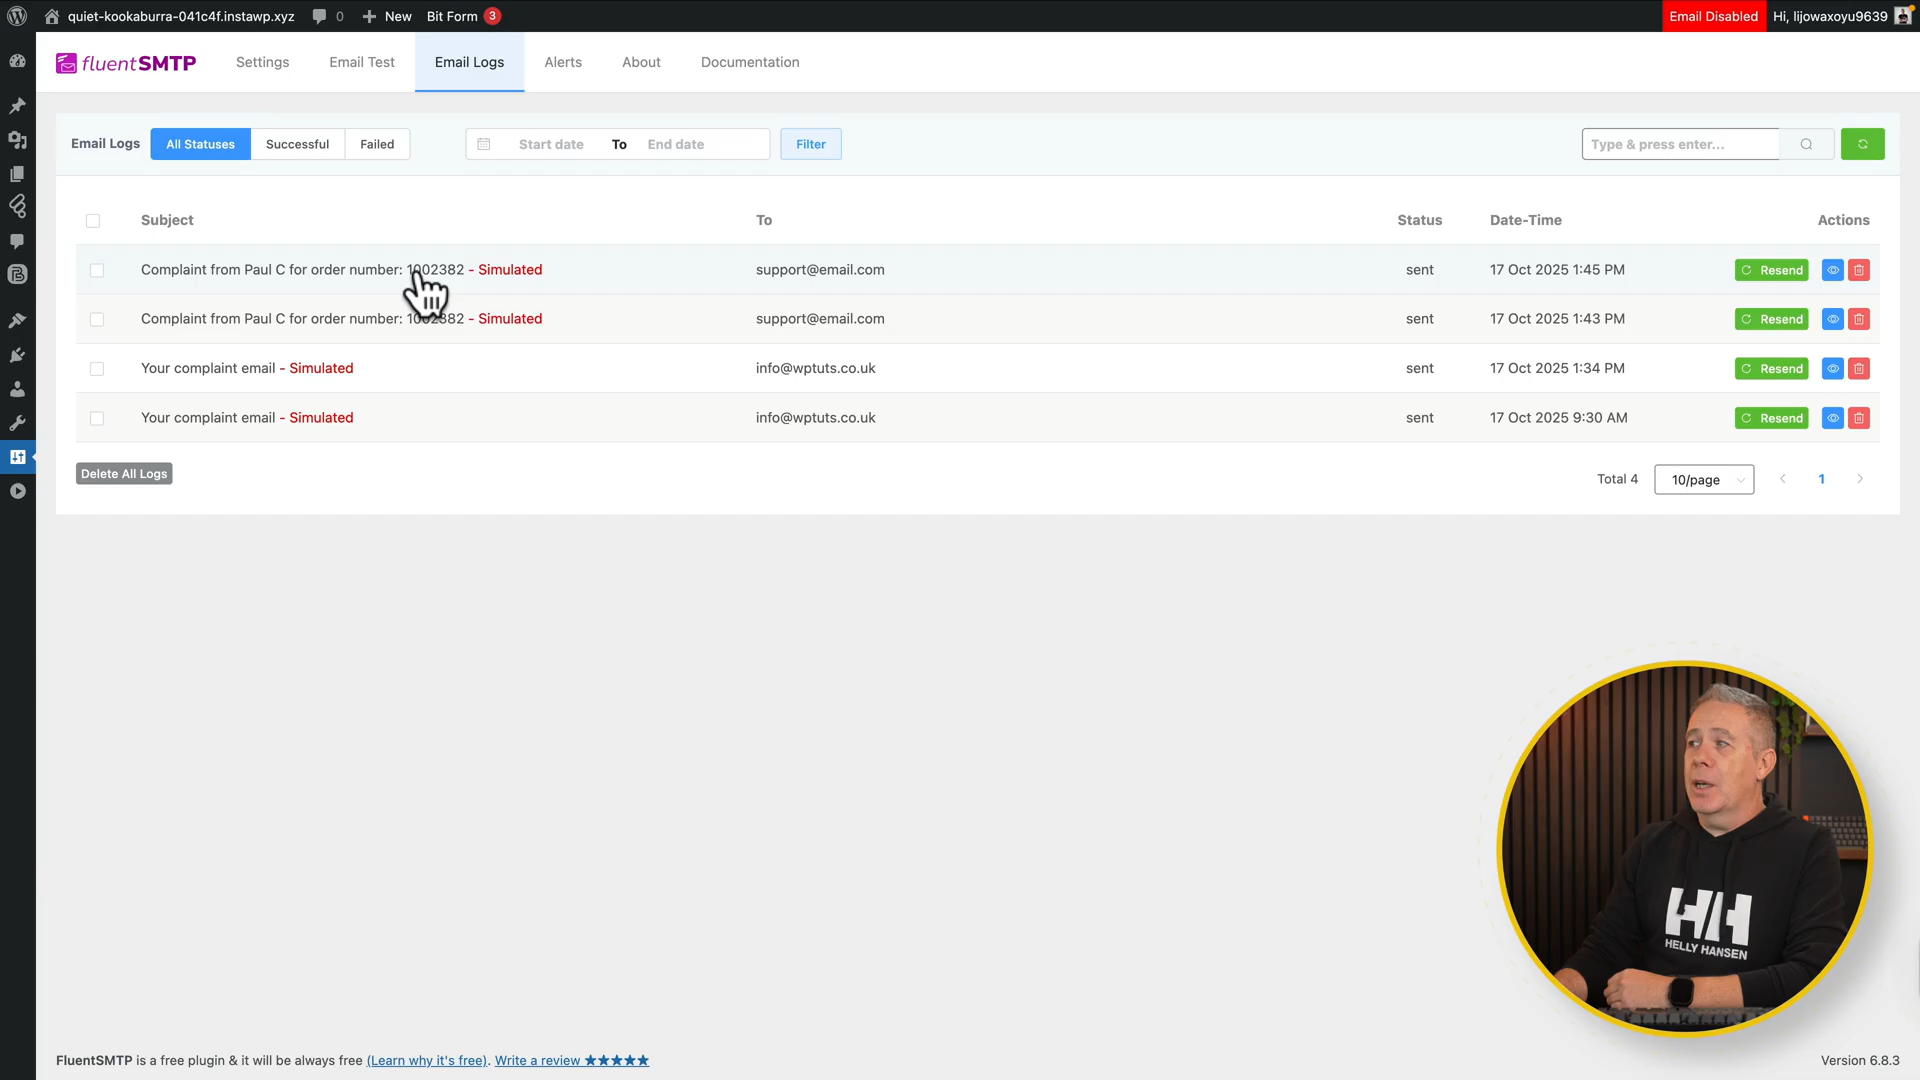 quiet-kookaburra-041c4f.instawp.xyz 0 New Bit Form 3 Email Disabled Hi, lijowaxoyu9639
fluentSMTP Settings Email Test Email Logs Alerts About Documentation
Email Logs All Statuses Successful Failed Start date To End date Filter Type & press enter...
Subject To Status Date-Time Actions
Complaint from Paul C for order number: 1002382 - Simulated support@email.com sent 17 Oct 2025 1:45 PM Resend
Complaint from Paul C for order number: 1002382 - Simulated support@email.com sent 17 Oct 2025 1:43 PM Resend
Your complaint email - Simulated info@wptuts.co.uk sent 17 Oct 2025 1:34 PM Resend
Your complaint email - Simulated info@wptuts.co.uk sent 17 Oct 2025 9:30 AM Resend
Delete All Logs Total 4 10/page 1
HH
HELLY HANSEN
FluentSMTP is a free plugin & it will be always free (Learn why it's free). Write a review ★★★★★ Version 6.8.3